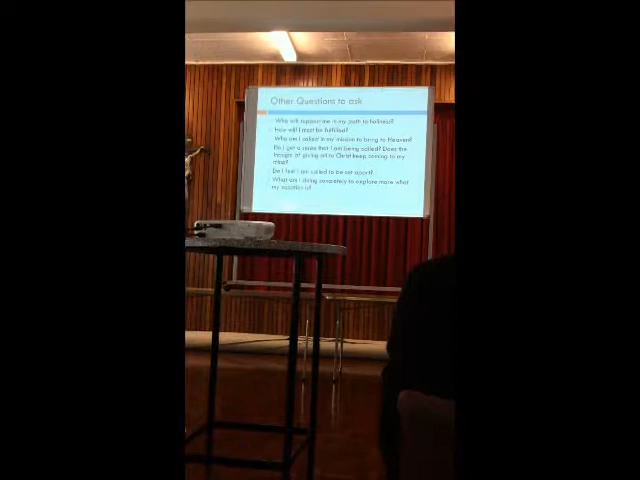 Other Questions to ask
Who will support me in my path to holiness?
How will I most be fulfilled?
Who am I called in my mission to bring to Heaven?
Do I get a sense that I am being called? Does the
thought of giving all to Christ keep coming to my
mind?
Do I feel I am called to be set apart?
What am I doing concretely to explore more what
my vocation is?